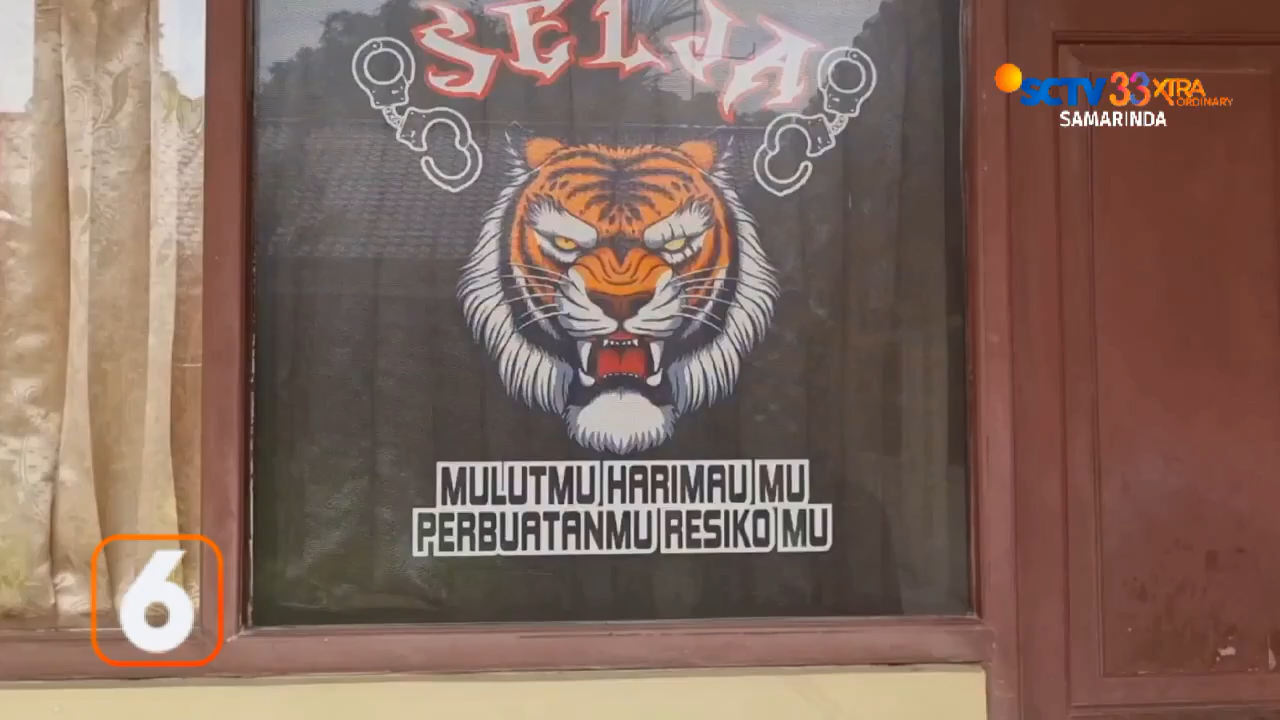 SELJA
SCTV 33 XTRA
ORDINARY
SAMARINDA
MULUTMU HARIMAU MU
PERBUATANMU RESIKO MU
6